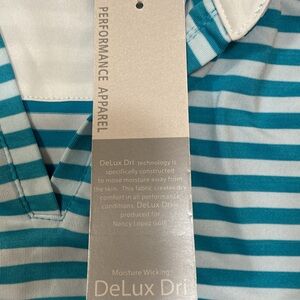 PERFORMANCE APPAREL
DeLux Dri technology is
specifically constructed
to move moisture away from
the skin. This fabric creates dry
comfort in all performance
conditions. DeLux Dri is
produced for
Nancy Lopez Golf.
Moisture Wicking
DeLux Dri